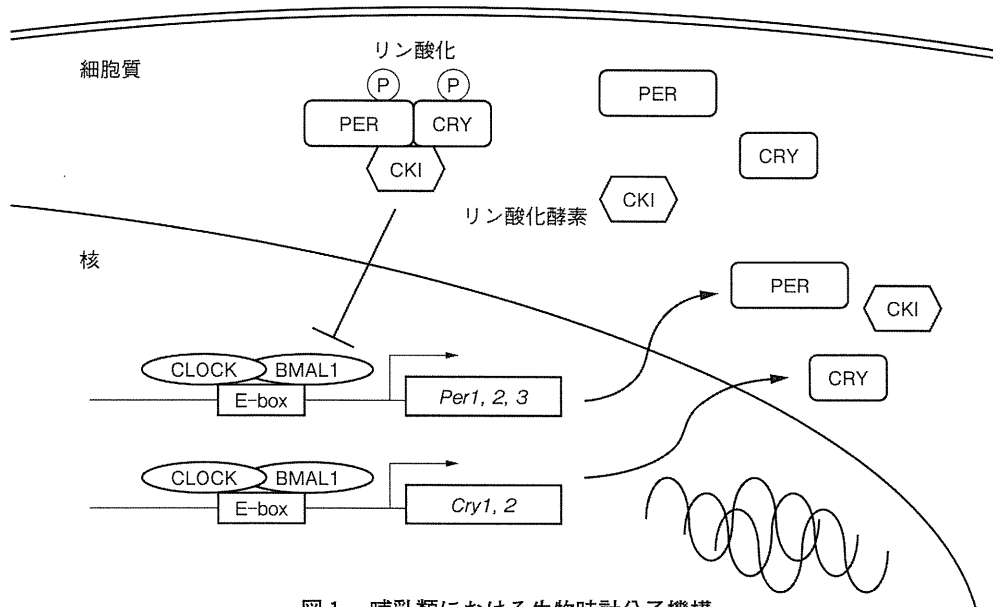 リン酸化
細胞質
P P
PER CRY
CKI
PER
CRY
CKI
リン酸化酵素
核
PER
CKI
CRY
CLOCK BMAL1
E-box
Per1, 2, 3
CLOCK BMAL1
E-box
Cry1, 2
図1 哺乳類における生物時計分子機構